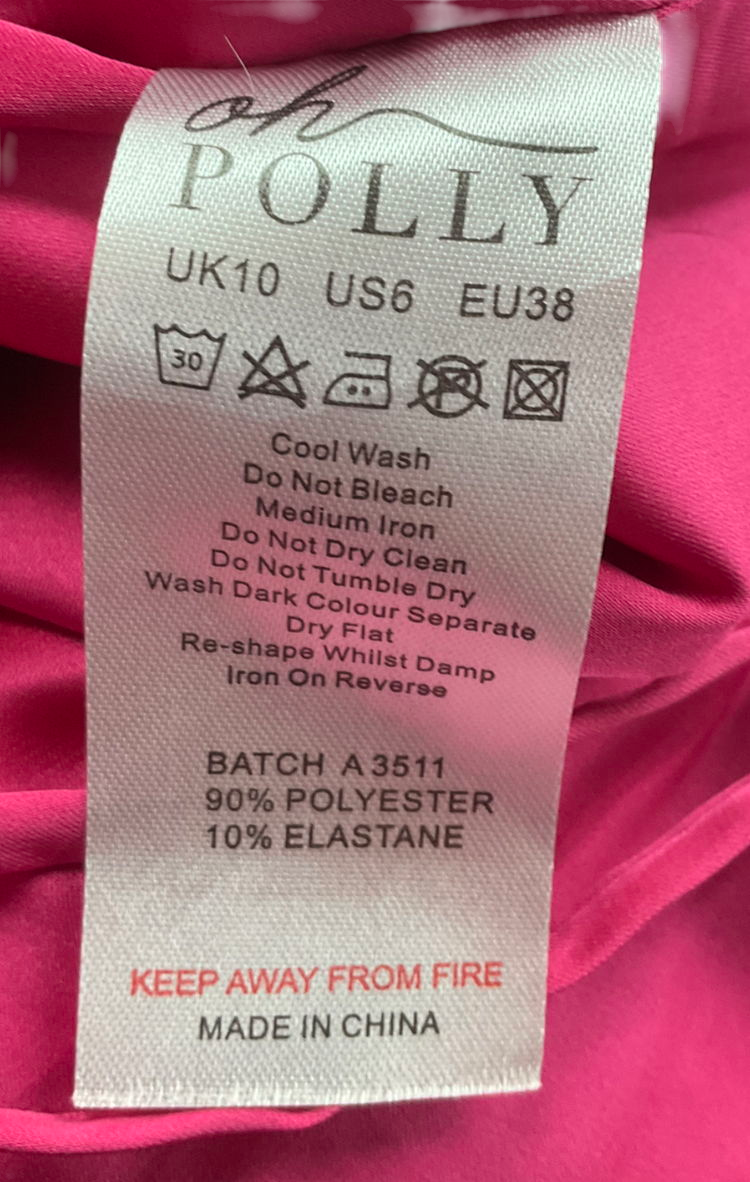 oh
POLLY
UK10 US6 EU38
30 P
Cool Wash
Do Not Bleach
Medium Iron
Do Not Dry Clean
Do Not Tumble Dry
Wash Dark Colour Separate
Dry Flat
Re-shape Whilst Damp
Iron On Reverse
BATCH A3511
90% POLYESTER
10% ELASTANE
KEEP AWAY FROM FIRE
MADE IN CHINA